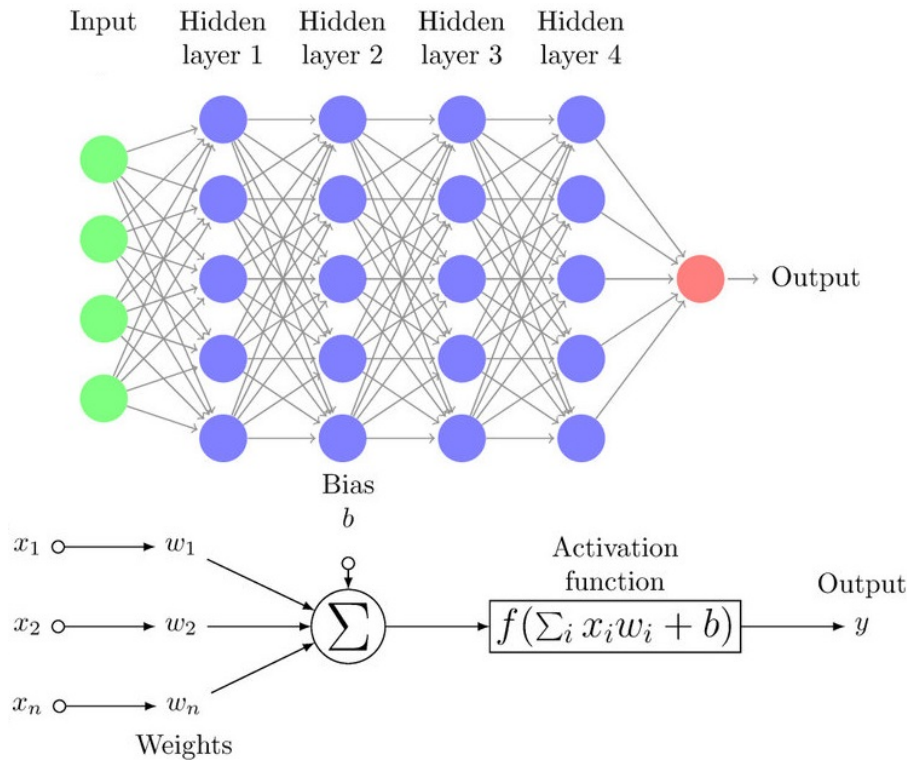 Input
Hidden
layer 1
Hidden
layer 2
Hidden
layer 3
Hidden
layer 4
Output
Bias
b
x₁
w₁
x₂
w₂
xₙ
wₙ
Weights
∑
Activation
function
f(∑ᵢ xᵢwᵢ + b)
Output
y